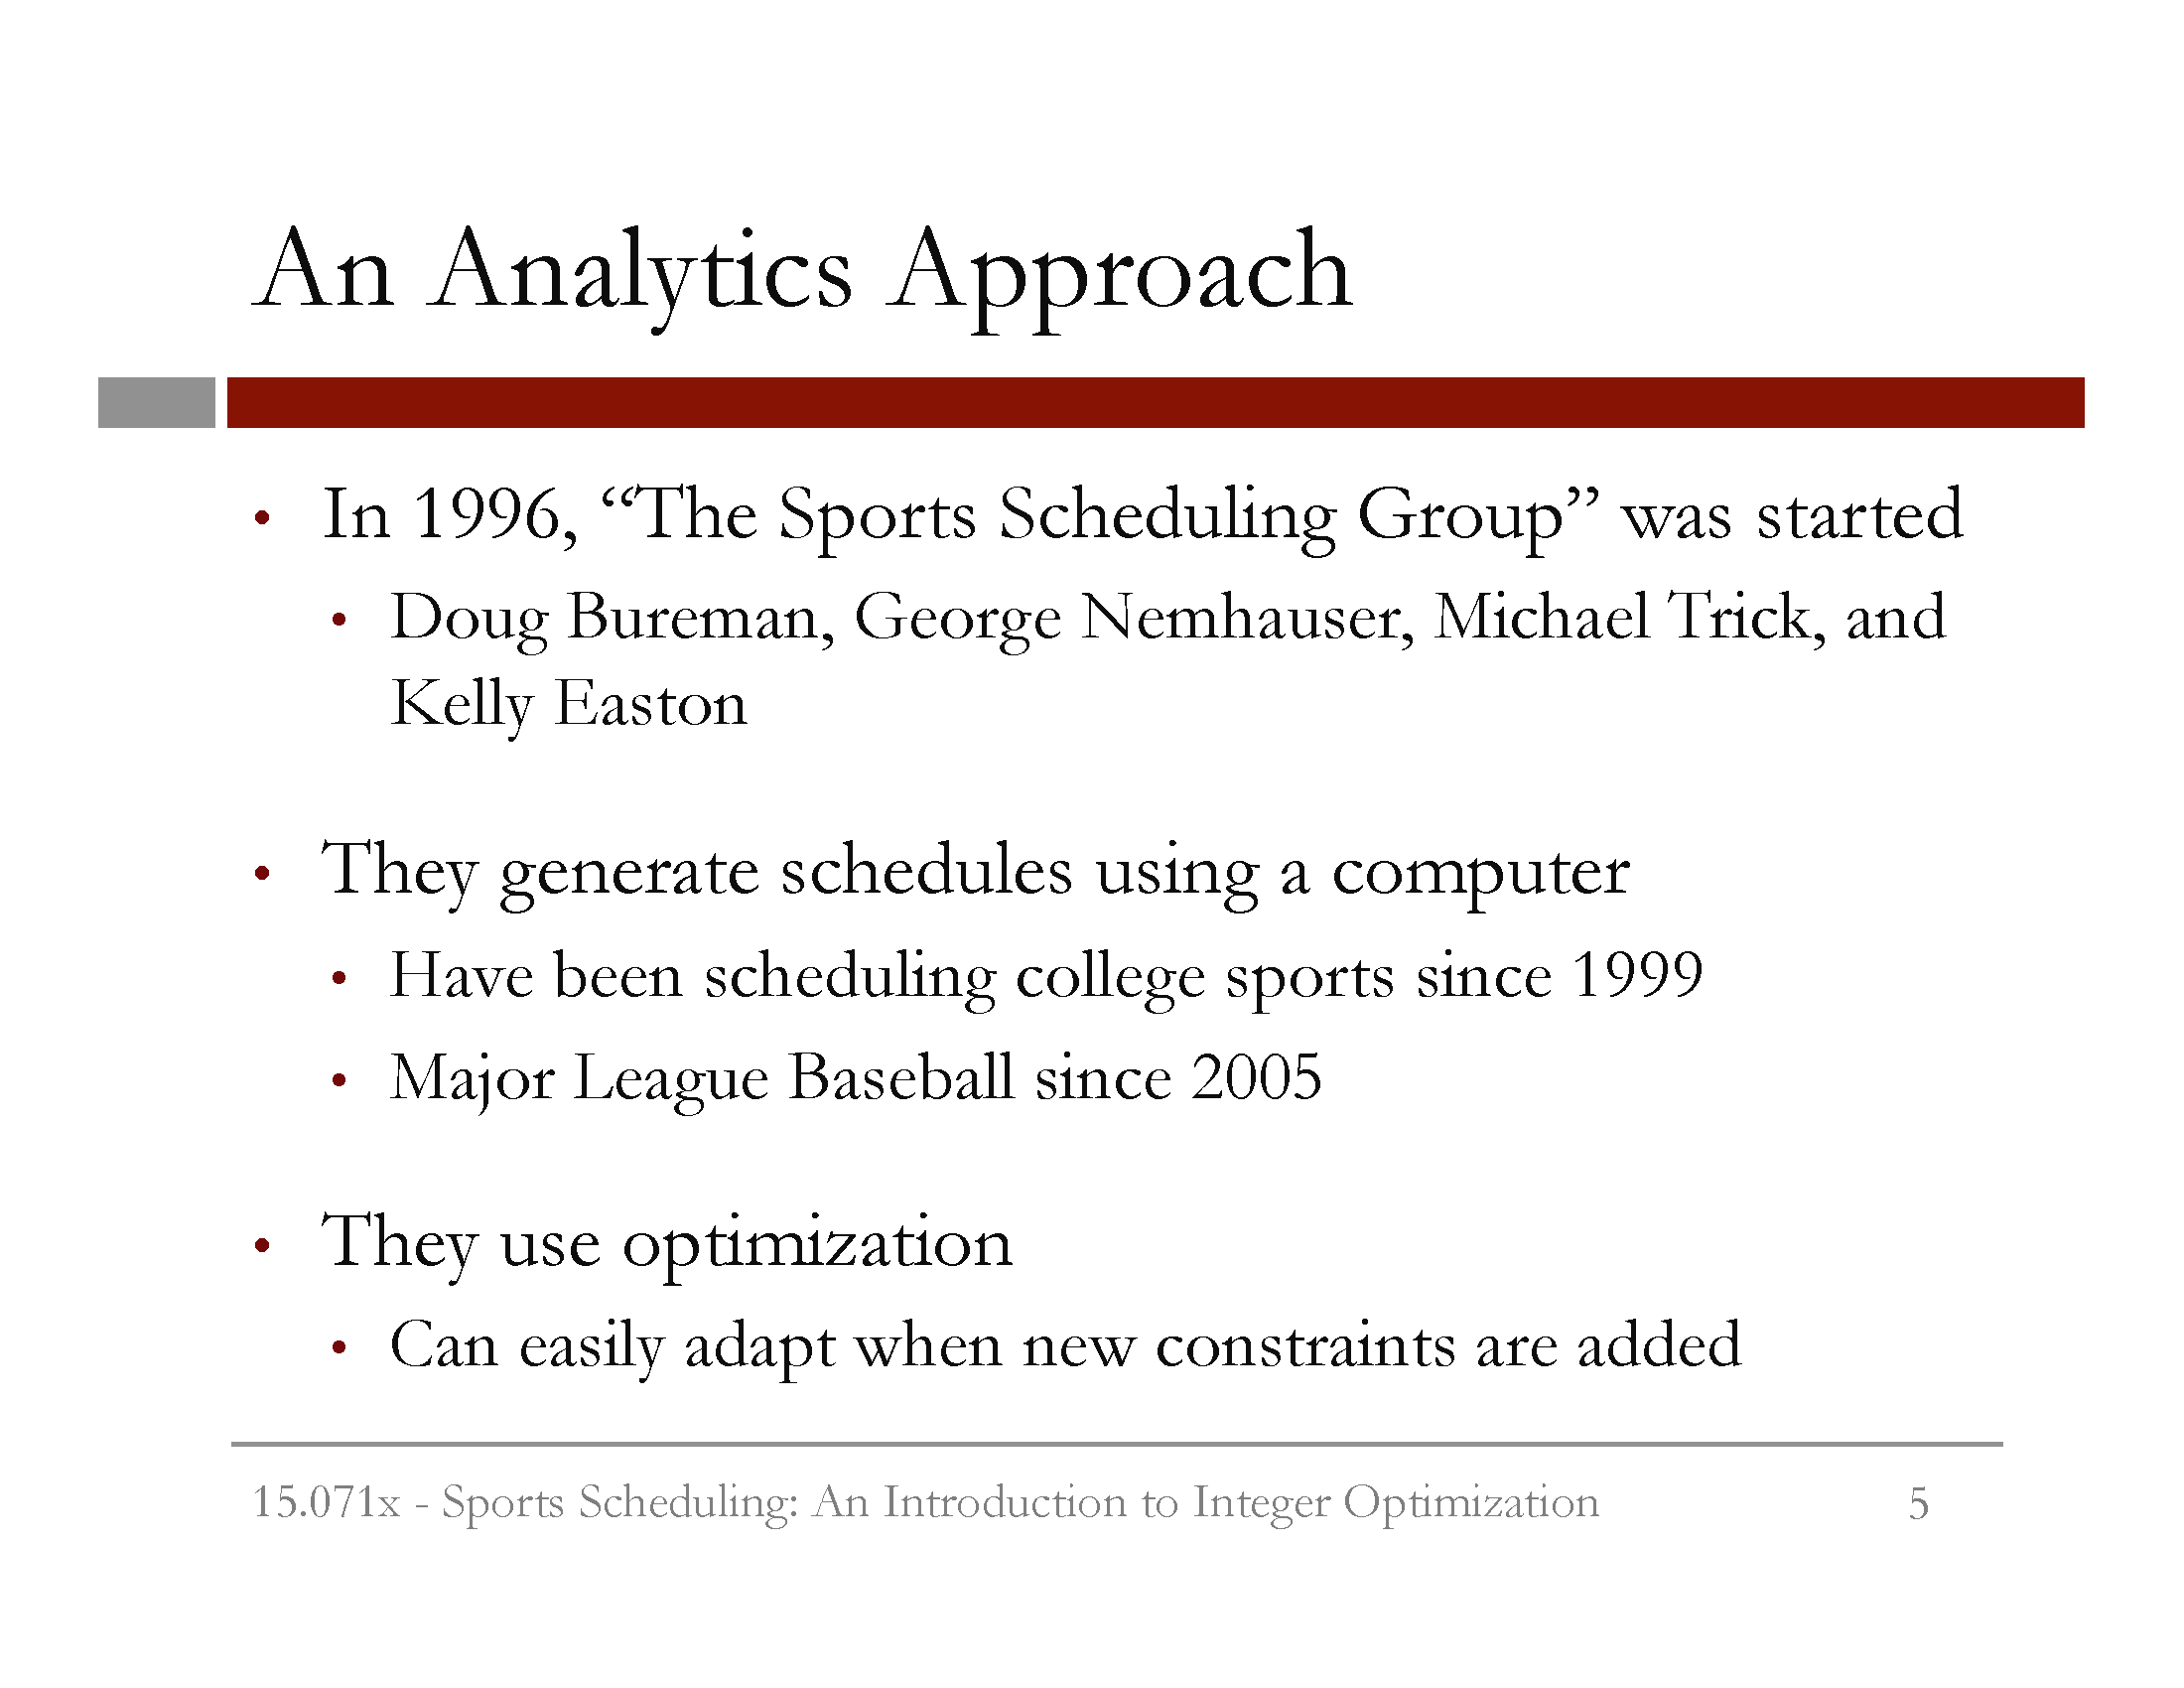 An Analytics Approach
• In 1996, “The Sports Scheduling Group” was started
• Doug Bureman, George Nemhauser, Michael Trick, and
Kelly Easton
• They generate schedules using a computer
• Have been scheduling college sports since 1999
• Major League Baseball since 2005
• They use optimization
• Can easily adapt when new constraints are added
15.071x - Sports Scheduling: An Introduction to Integer Optimization 5